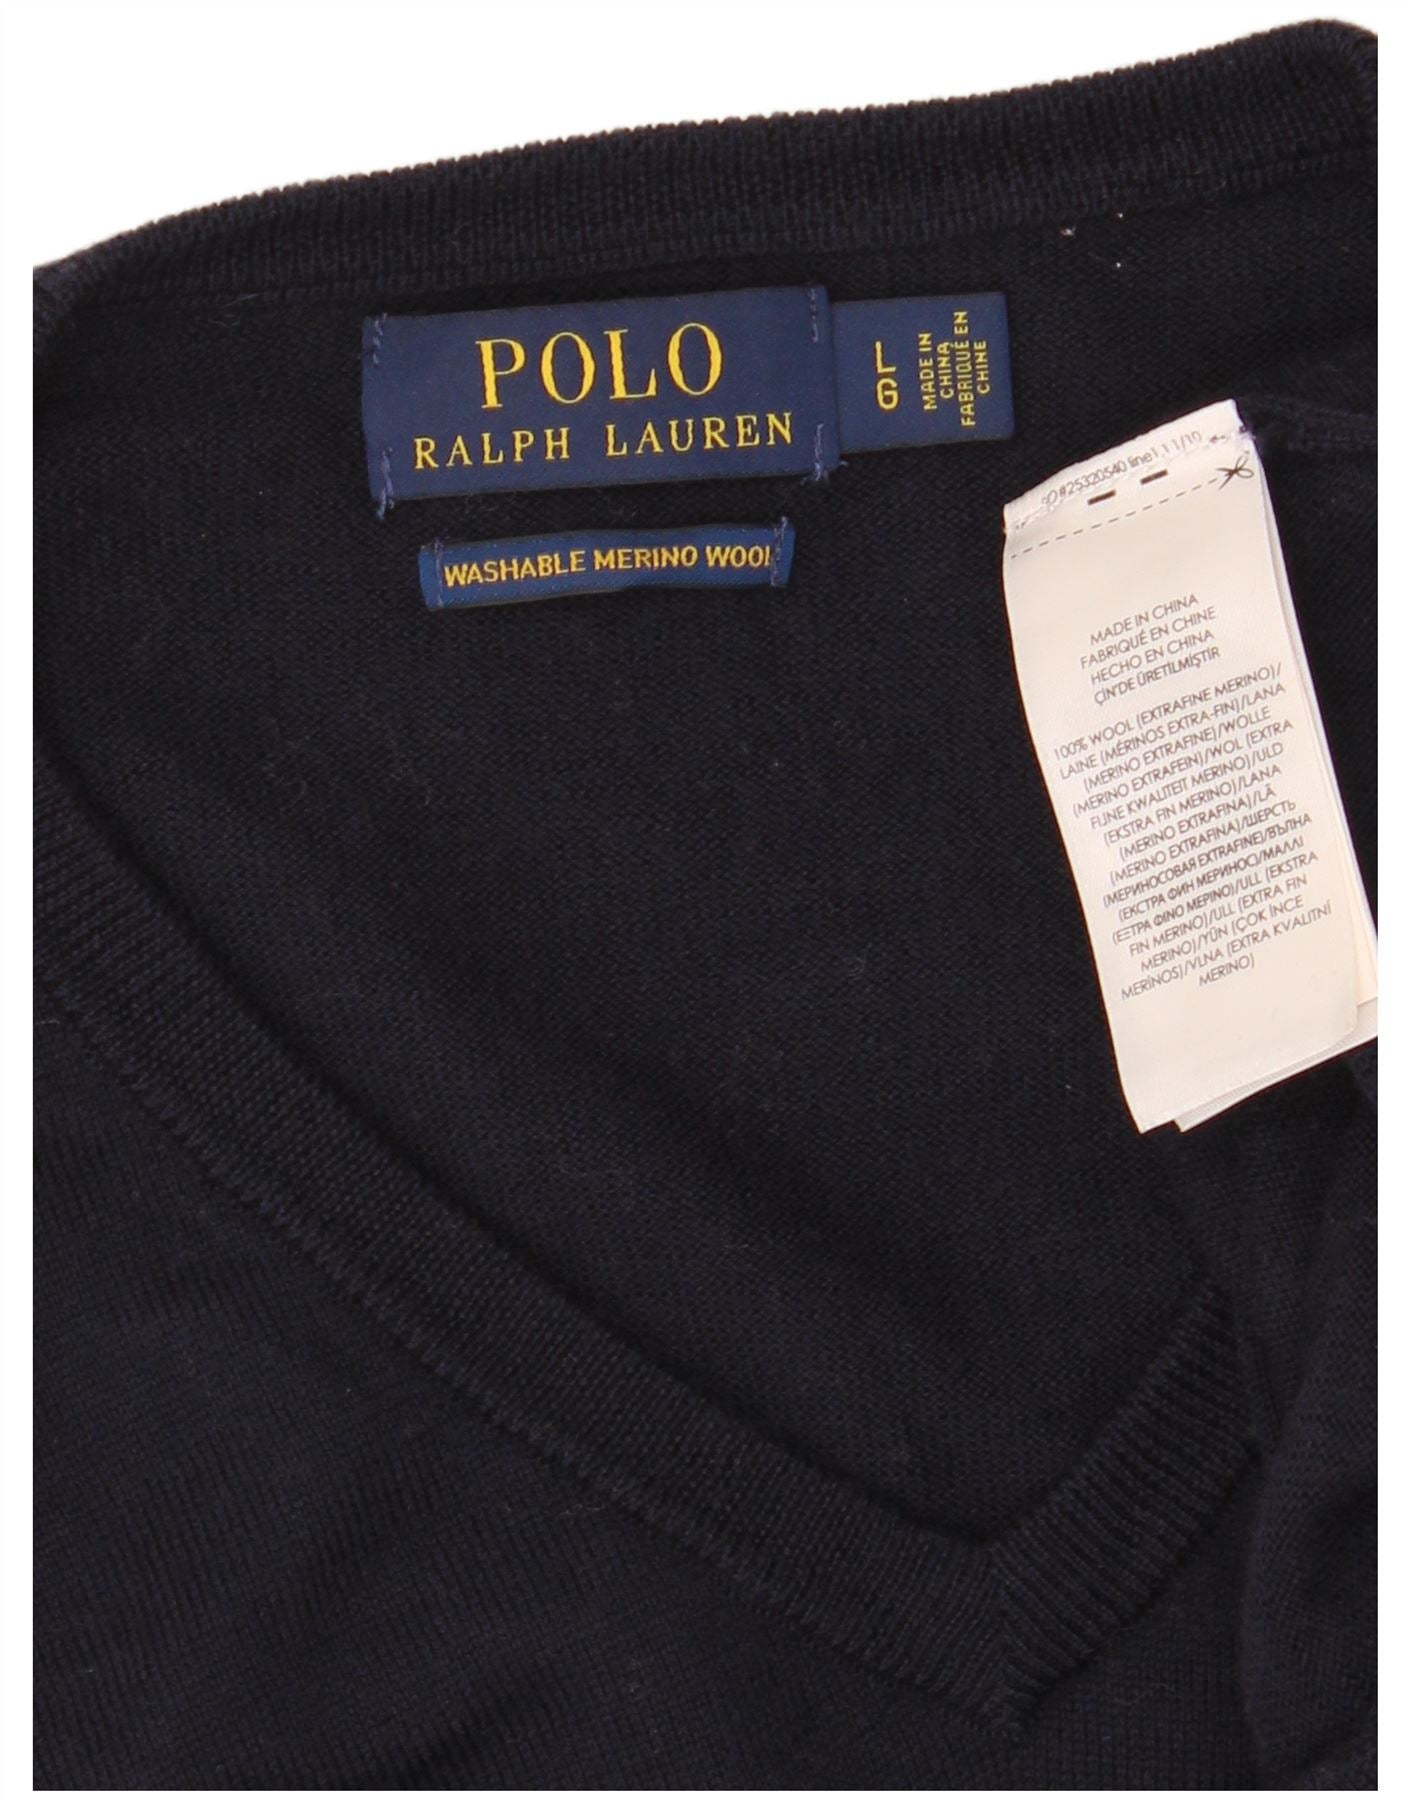 POLO
RALPH LAUREN
L
G
MADE IN
CHINA
FABRIQUÉ EN
CHINE
WASHABLE MERINO WOOL
#25320540 line
MADE IN CHINA
FABRIQUÉ EN CHINE
HECHO EN CHINA
ÇİN'DE ÜRETİLMİŞTİR
100% WOOL (EXTRAFINE MERINO)/
LAINE (MÉRINOS EXTRA-FIN)/LANA
(MERINO EXTRAFINE)/WOLLE
(MERINO EXTRAFEIN)/WOL (EXTRA
FIJNE KWALITEIT MERINO)/ULD
(EKSTRA FIN MERINO)/LANA
(MERINO EXTRAFINA)/LÃ
(MERINO EXTRAFINA)/ШЕРСТЬ
(МЕРИНОСОВАЯ EXTRAFINE)/ВЪЛНА
(ЕКСТРА ФИН МЕРИНОС)/ΜΑΛΛΙ
(ΕΞΤΡΑ ΦΙΝΟ ΜΕΡΙΝΟ)/ULL (EKSTRA
FIN MERINO)/ULL (EXTRA FIN
MERINO)/YÜN (ÇOK İNCE
MERİNOS)/VLNA (EXTRA KVALITNÍ
MERINO)